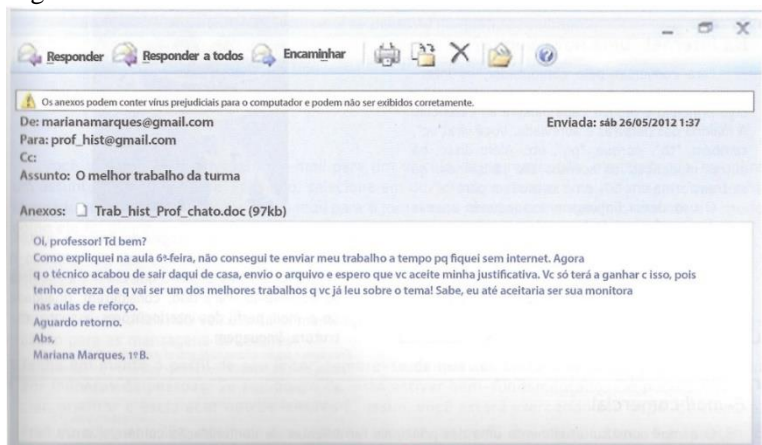 Responder Responder a todos Encaminhar
Os anexos podem conter vírus prejudiciais para o computador e podem não ser exibidos corretamente.
De: marianamarques@gmail.com Enviada: sáb 26/05/2012 1:37
Para: prof_hist@gmail.com
Cc:
Assunto: O melhor trabalho da turma
Anexos: Trab_hist_Prof_chato.doc (97kb)
Oi, professor! Td bem?
Como expliquei na aula 6ª-feira, não consegui te enviar meu trabalho a tempo pq fiquei sem internet. Agora
q o técnico acabou de sair daqui de casa, envio o arquivo e espero que vc aceite minha justificativa. Vc só terá a ganhar c isso, pois
tenho certeza de q vai ser um dos melhores trabalhos q vc já leu sobre o tema! Sabe, eu até aceitaria ser sua monitora
nas aulas de reforço.
Aguardo retorno.
Abs,
Mariana Marques, 1º B.